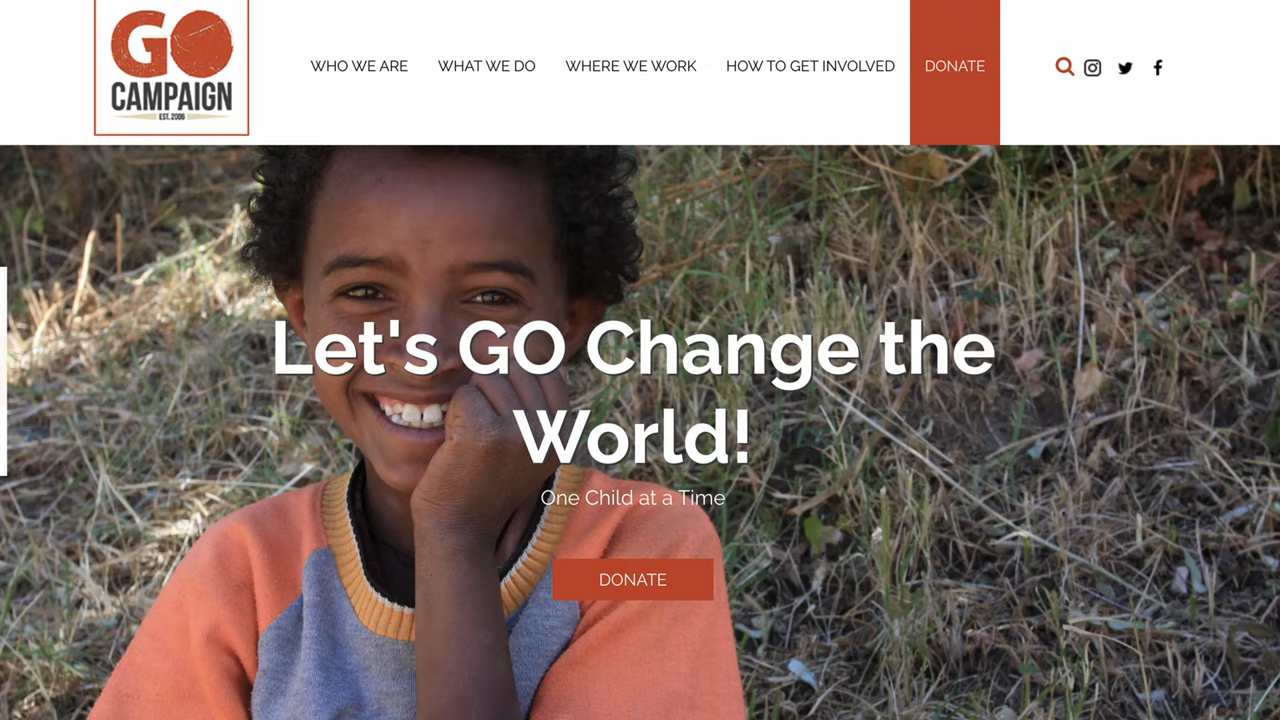 GO
CAMPAIGN
EST. 2006
WHO WE ARE
WHAT WE DO
WHERE WE WORK
HOW TO GET INVOLVED
DONATE
Let's GO Change the
World!
One Child at a Time
DONATE